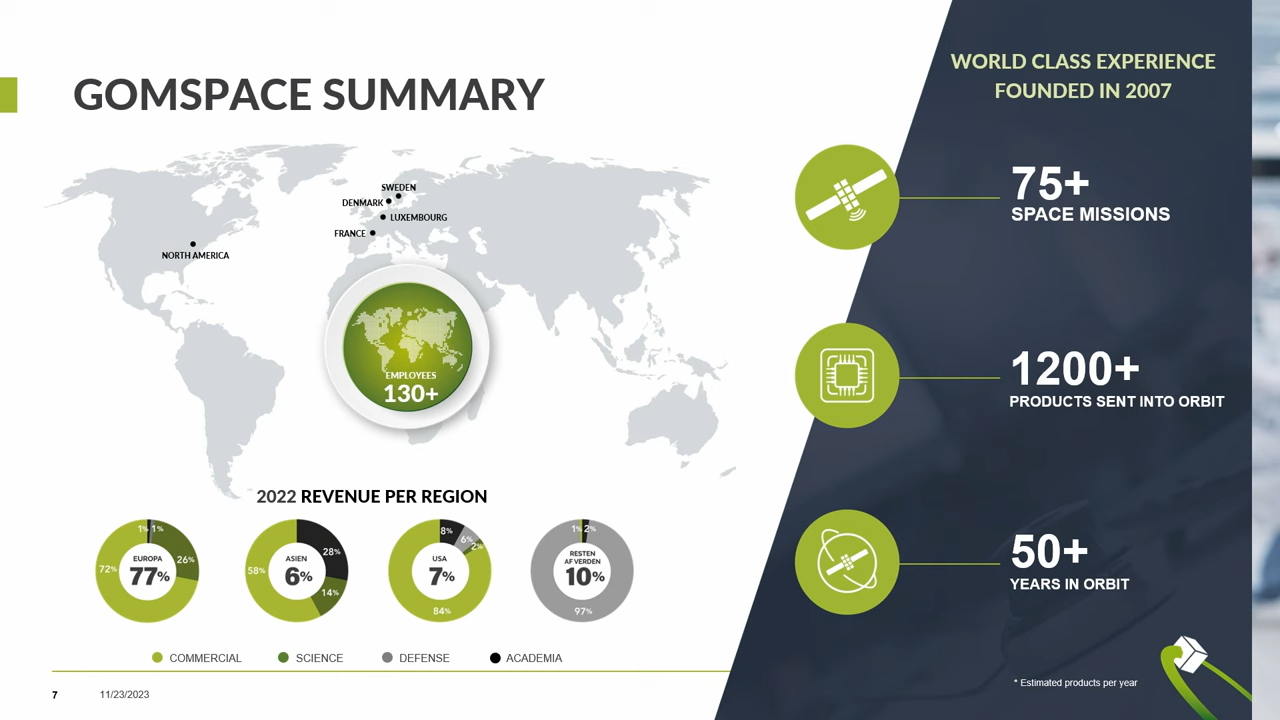 GOMSPACE SUMMARY
SWEDEN
DENMARK
LUXEMBOURG
FRANCE
NORTH AMERICA
EMPLOYEES
130+
2022 REVENUE PER REGION
1% 1%
26%
72%
EUROPA
77%
28%
14%
58%
ASIEN
6%
8%
6%
2%
84%
USA
7%
1% 2%
97%
RESTEN
AF VERDEN
10%
COMMERCIAL
SCIENCE
DEFENSE
ACADEMIA
7
11/23/2023
WORLD CLASS EXPERIENCE
FOUNDED IN 2007
75+
SPACE MISSIONS
1200+
PRODUCTS SENT INTO ORBIT
50+
YEARS IN ORBIT
* Estimated products per year